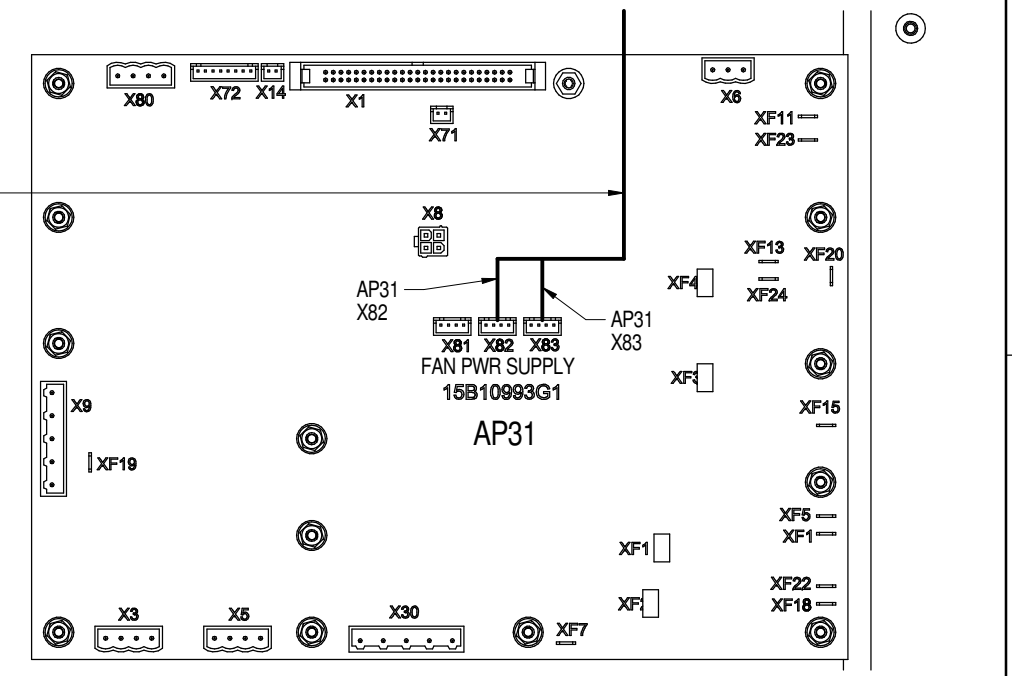 X80
X72
X14
X1
X6
X71
XF11
XF23
X8
XF13
XF20
XF4
XF24
AP31
X82
AP31
X83
X81
X82
X83
FAN PWR SUPPLY
15B10993G1
AP31
X9
XF19
XF15
XF5
XF1
XF1
XF22
XF18
X3
X5
X30
XF7